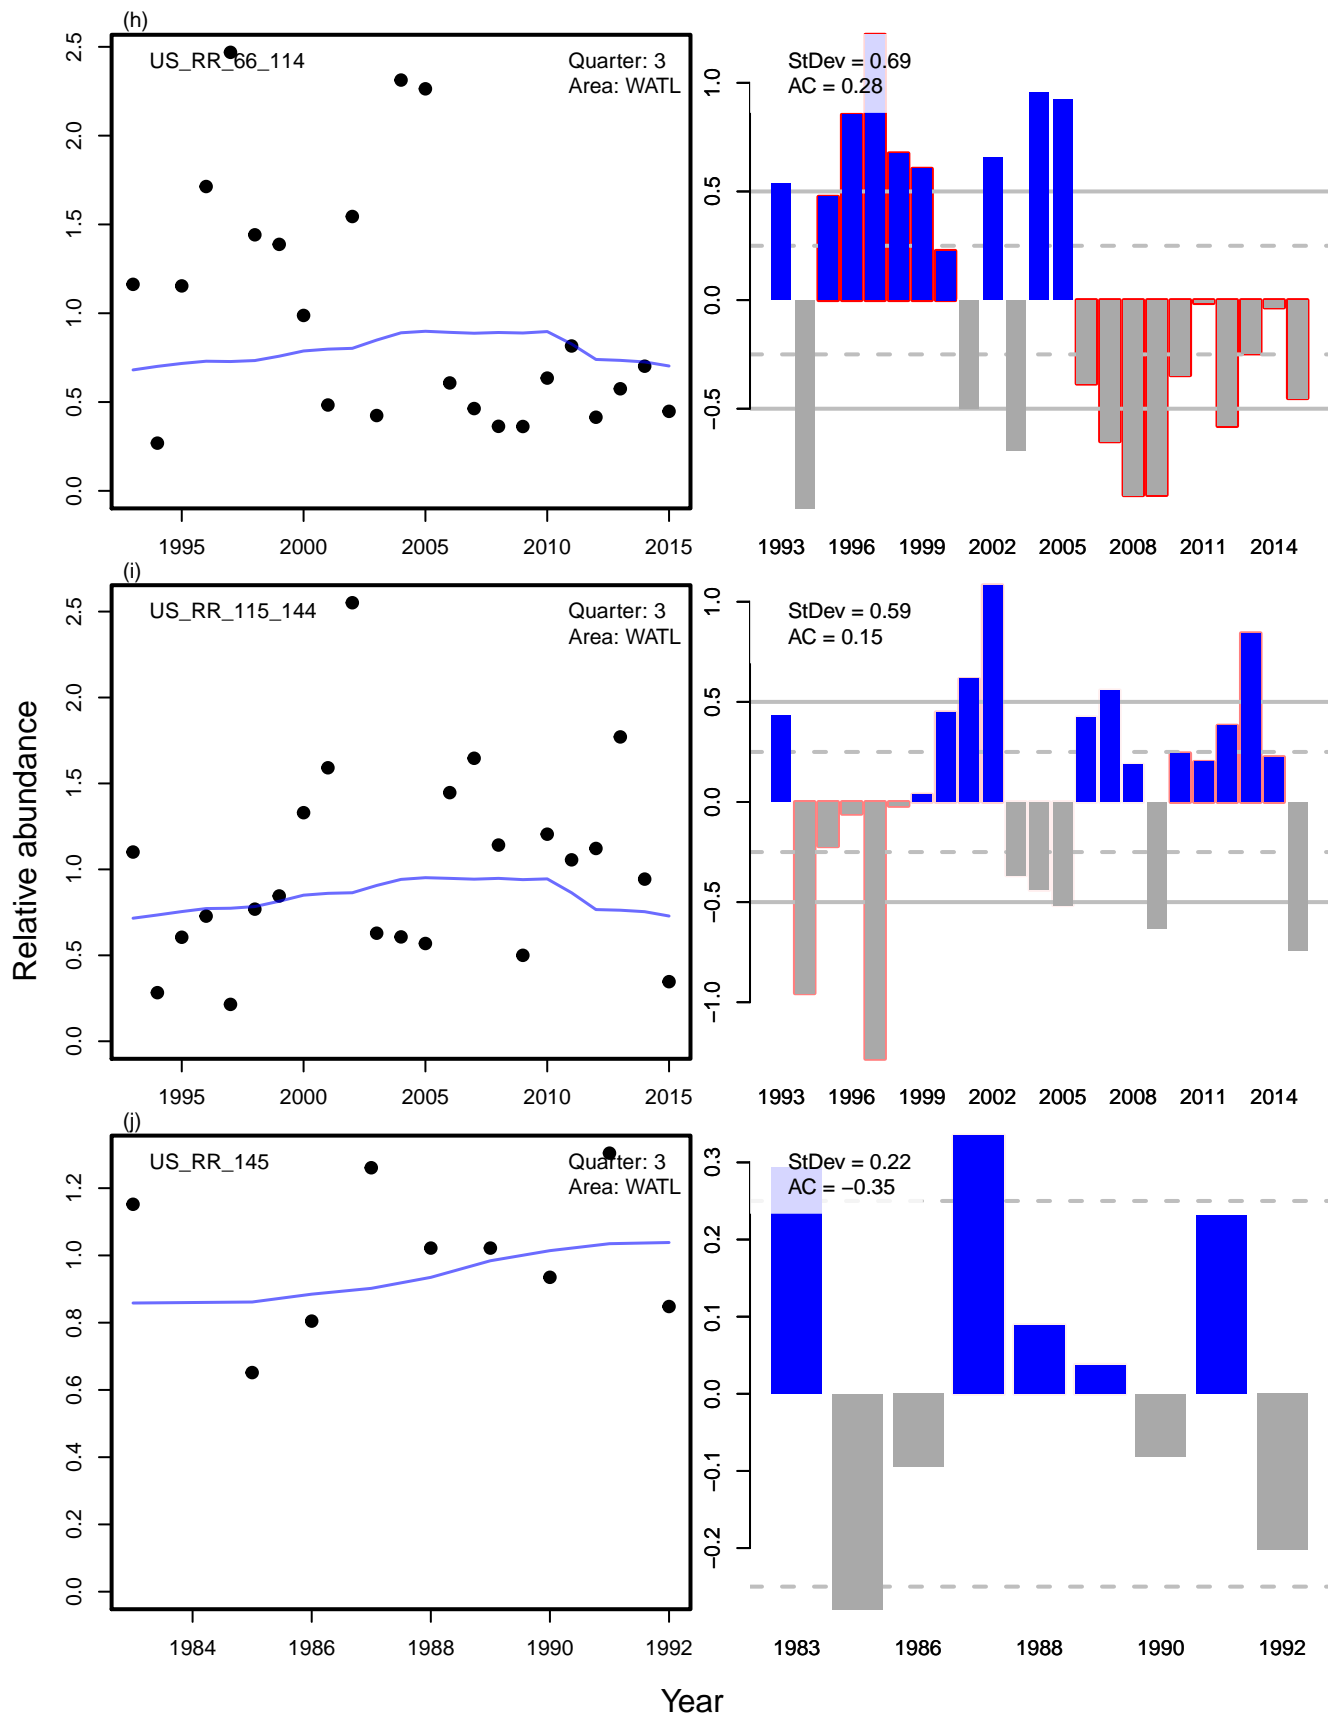 (h)
US_RR_66_114
Quarter: 3
Area: WATL
0.0 0.5 1.0 1.5 2.0 2.5
1995 2000 2005 2010 2015
StDev = 0.69
AC = 0.28
−0.5 0.0 0.5 1.0
1993 1996 1999 2002 2005 2008 2011 2014
(i)
US_RR_115_144
Quarter: 3
Area: WATL
0.0 0.5 1.0 1.5 2.0 2.5
1995 2000 2005 2010 2015
StDev = 0.59
AC = 0.15
−1.0 −0.5 0.0 0.5 1.0
1993 1996 1999 2002 2005 2008 2011 2014
Relative abundance
(j)
US_RR_145
Quarter: 3
Area: WATL
0.0 0.2 0.4 0.6 0.8 1.0 1.2
1984 1986 1988 1990 1992
StDev = 0.22
AC = −0.35
−0.2 −0.1 0.0 0.1 0.2 0.3
1983 1986 1988 1990 1992
Year